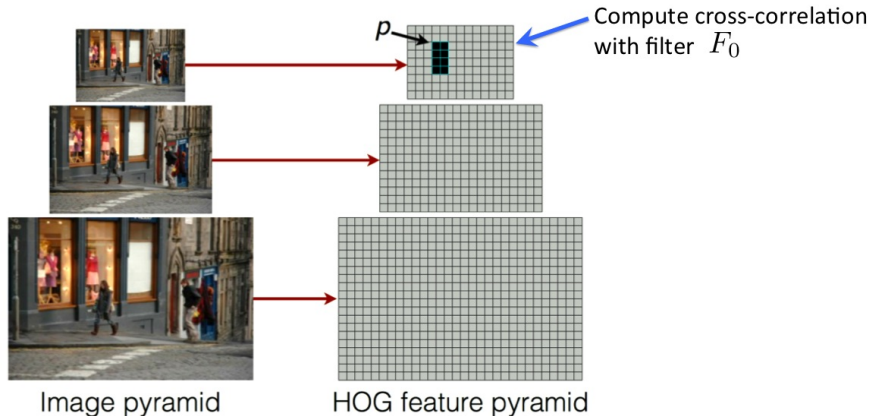 Compute cross-correlation
with filter F₀
p
Image pyramid
HOG feature pyramid